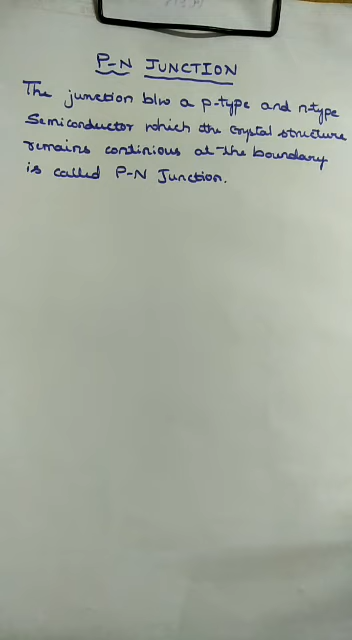 P-N JUNCTION
The junction blw a p-type and n-type
Semiconductor which the crystal structure
remains continious at the boundary
is called P-N Junction.